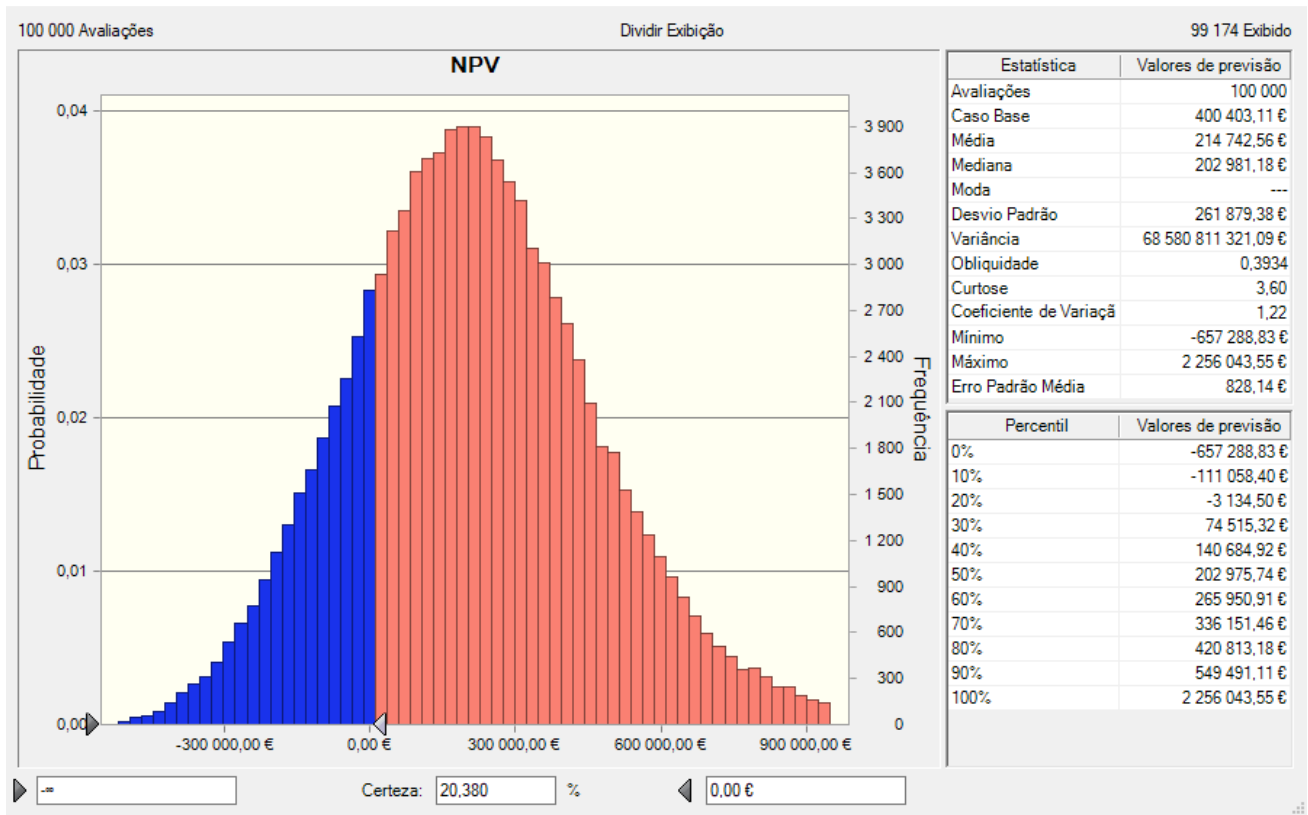 100 000 Avaliações
Dividir Exibição
99 174 Exibido
NPV
Probabilidade
0,04
0,03
0,02
0,01
0,00
3 900
3 600
3 300
3 000
2 700
2 400
2 100
1 800
1 500
1 200
900
600
300
0
Frequência
-300 000,00 € 0,00 € 300 000,00 € 600 000,00 € 900 000,00 €
Estatística Valores de previsão
Avaliações 100 000
Caso Base 400 403,11 €
Média 214 742,56 €
Mediana 202 981,18 €
Moda ---
Desvio Padrão 261 879,38 €
Variância 68 580 811 321,09 €
Obliquidade 0,3934
Curtose 3,60
Coeficiente de Variaçã 1,22
Mínimo -657 288,83 €
Máximo 2 256 043,55 €
Erro Padrão Média 828,14 €
Percentil Valores de previsão
0% -657 288,83 €
10% -111 058,40 €
20% -3 134,50 €
30% 74 515,32 €
40% 140 684,92 €
50% 202 975,74 €
60% 265 950,91 €
70% 336 151,46 €
80% 420 813,18 €
90% 549 491,11 €
100% 2 256 043,55 €
-∞ Certeza: 20,380 % 0,00 €